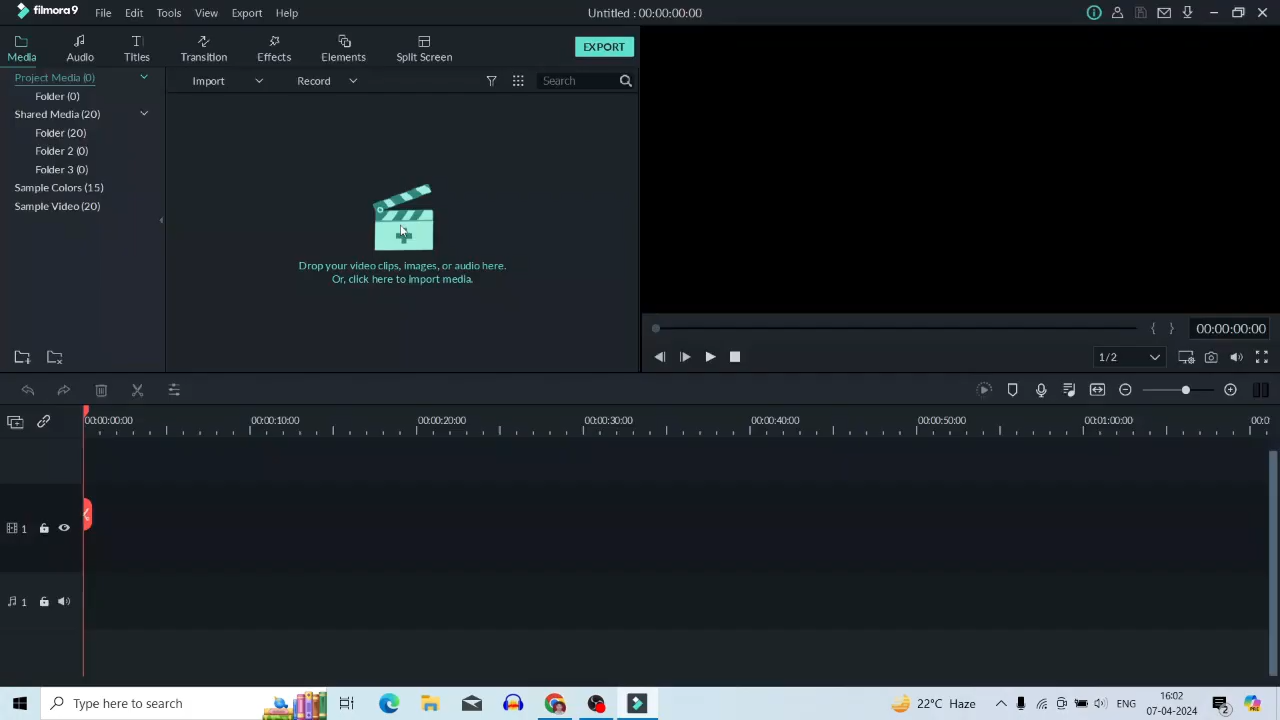 filmora9 File Edit Tools View Export Help Untitled : 00:00:00:00
Media Audio Titles Transition Effects Elements Split Screen EXPORT
Project Media (0)
Folder (0)
Shared Media (20)
Folder (20)
Folder 2 (0)
Folder 3 (0)
Sample Colors (15)
Sample Video (20)
Import Record Search
Drop your video clips, images, or audio here.
Or, click here to import media.
{ } 00:00:00:00
1/2
00:00:00:00 00:00:10:00 00:00:20:00 00:00:30:00 00:00:40:00 00:00:50:00 00:01:00:00 00:0
1
1
Type here to search 22°C Haze ENG 16:02
07-04-2024 2